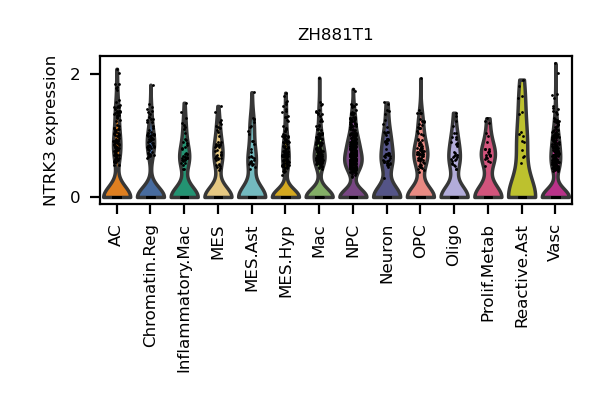 ZH881T1
NTRK3 expression
2
0
AC
Chromatin.Reg
Inflammatory.Mac
MES
MES.Ast
MES.Hyp
Mac
NPC
Neuron
OPC
Oligo
Prolif.Metab
Reactive.Ast
Vasc